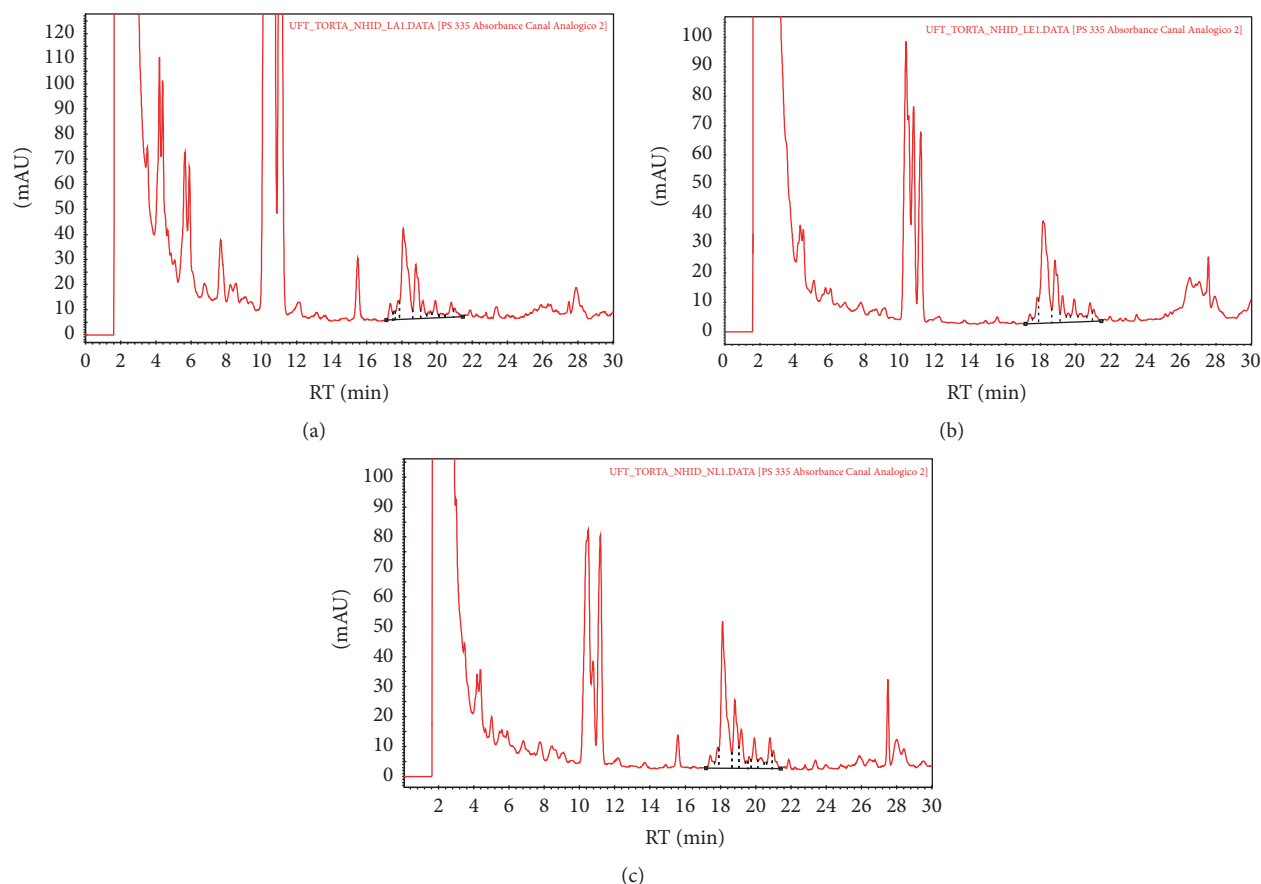 UFT_TORTA_NHID_LA1.DATA [PS 335 Absorbance Canal Analogico 2]
120
110
100
90
80
70
60
50
40
30
20
10
0
(mAU)
0 2 4 6 8 10 12 14 16 18 20 22 24 26 28 30
RT (min)
(a)
UFT_TORTA_NHID_LE1.DATA [PS 335 Absorbance Canal Analogico 2]
100
90
80
70
60
50
40
30
20
10
0
(mAU)
0 2 4 6 8 10 12 14 16 18 20 22 24 26 28 30
RT (min)
(b)
UFT_TORTA_NHID_NL1.DATA [PS 335 Absorbance Canal Analogico 2]
100
90
80
70
60
50
40
30
20
10
0
(mAU)
2 4 6 8 10 12 14 16 18 20 22 24 26 28 30
RT (min)
(c)